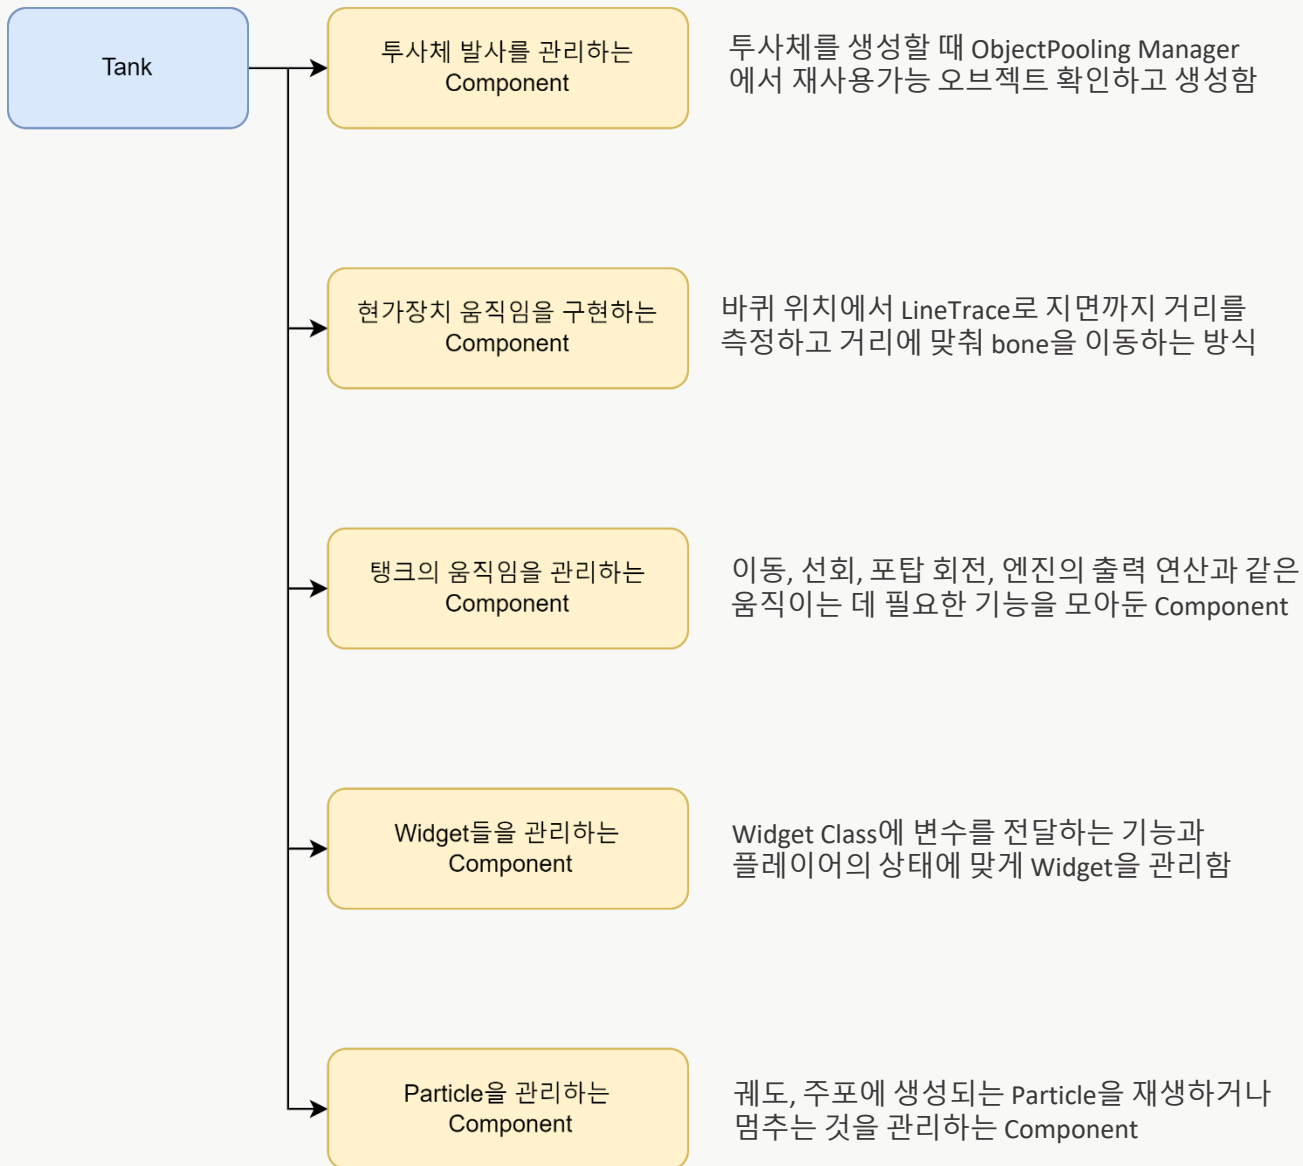 Tank
투사체 발사를 관리하는
Component
투사체를 생성할 때 ObjectPooling Manager
에서 재사용가능 오브젝트 확인하고 생성함
현가장치 움직임을 구현하는
Component
바퀴 위치에서 LineTrace로 지면까지 거리를
측정하고 거리에 맞춰 bone을 이동하는 방식
탱크의 움직임을 관리하는
Component
이동, 선회, 포탑 회전, 엔진의 출력 연산과 같은
움직이는 데 필요한 기능을 모아둔 Component
Widget들을 관리하는
Component
Widget Class에 변수를 전달하는 기능과
플레이어의 상태에 맞게 Widget을 관리함
Particle을 관리하는
Component
궤도, 주포에 생성되는 Particle을 재생하거나
멈추는 것을 관리하는 Component